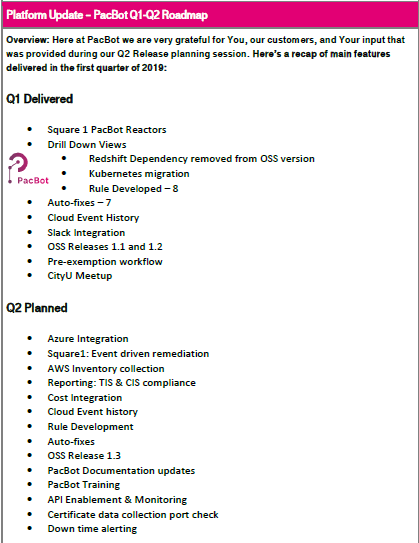 Platform Update – PacBot Q1-Q2 Roadmap
Overview: Here at PacBot we are very grateful for You, our customers, and Your input that
was provided during our Q2 Release planning session. Here's a recap of main features
delivered in the first quarter of 2019:
Q1 Delivered
• Square 1 PacBot Reactors
• Drill Down Views
• Redshift Dependency removed from OSS version
• Kubernetes migration
• Rule Developed – 8
PacBot
• Auto-fixes – 7
• Cloud Event History
• Slack Integration
• OSS Releases 1.1 and 1.2
• Pre-exemption workflow
• CityU Meetup
Q2 Planned
• Azure Integration
• Square1: Event driven remediation
• AWS Inventory collection
• Reporting: TIS & CIS compliance
• Cost Integration
• Cloud Event history
• Rule Development
• Auto-fixes
• OSS Release 1.3
• PacBot Documentation updates
• PacBot Training
• API Enablement & Monitoring
• Certificate data collection port check
• Down time alerting